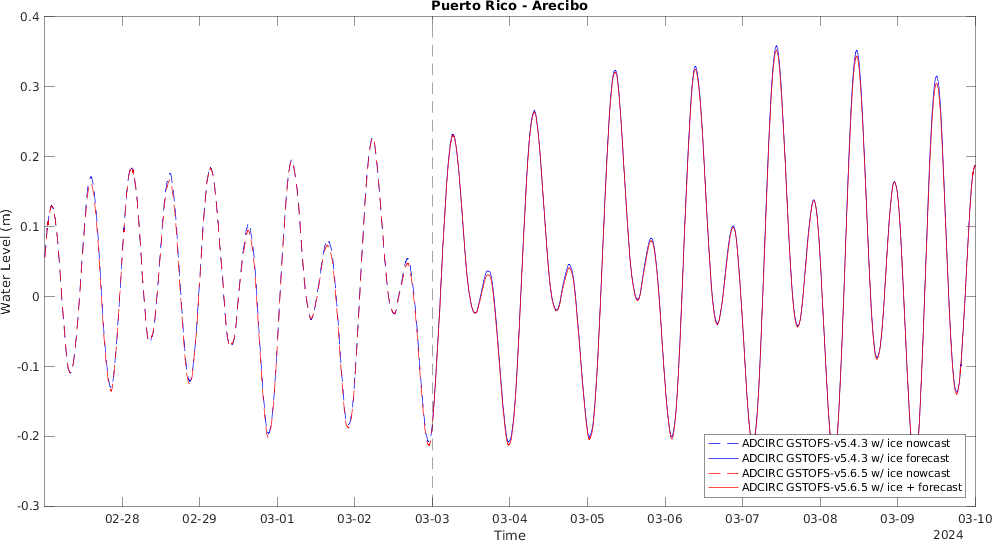 Puerto Rico - Arecibo
0.4
0.3
0.2
0.1
0
-0.1
-0.2
-0.3
Water Level (m)
ADCIRC GSTOFS-v5.4.3 w/ ice nowcast
ADCIRC GSTOFS-v5.4.3 w/ ice forecast
ADCIRC GSTOFS-v5.6.5 w/ ice nowcast
ADCIRC GSTOFS-v5.6.5 w/ ice + forecast
02-28 02-29 03-01 03-02 03-03 03-04 03-05 03-06 03-07 03-08 03-09 03-10
Time
2024